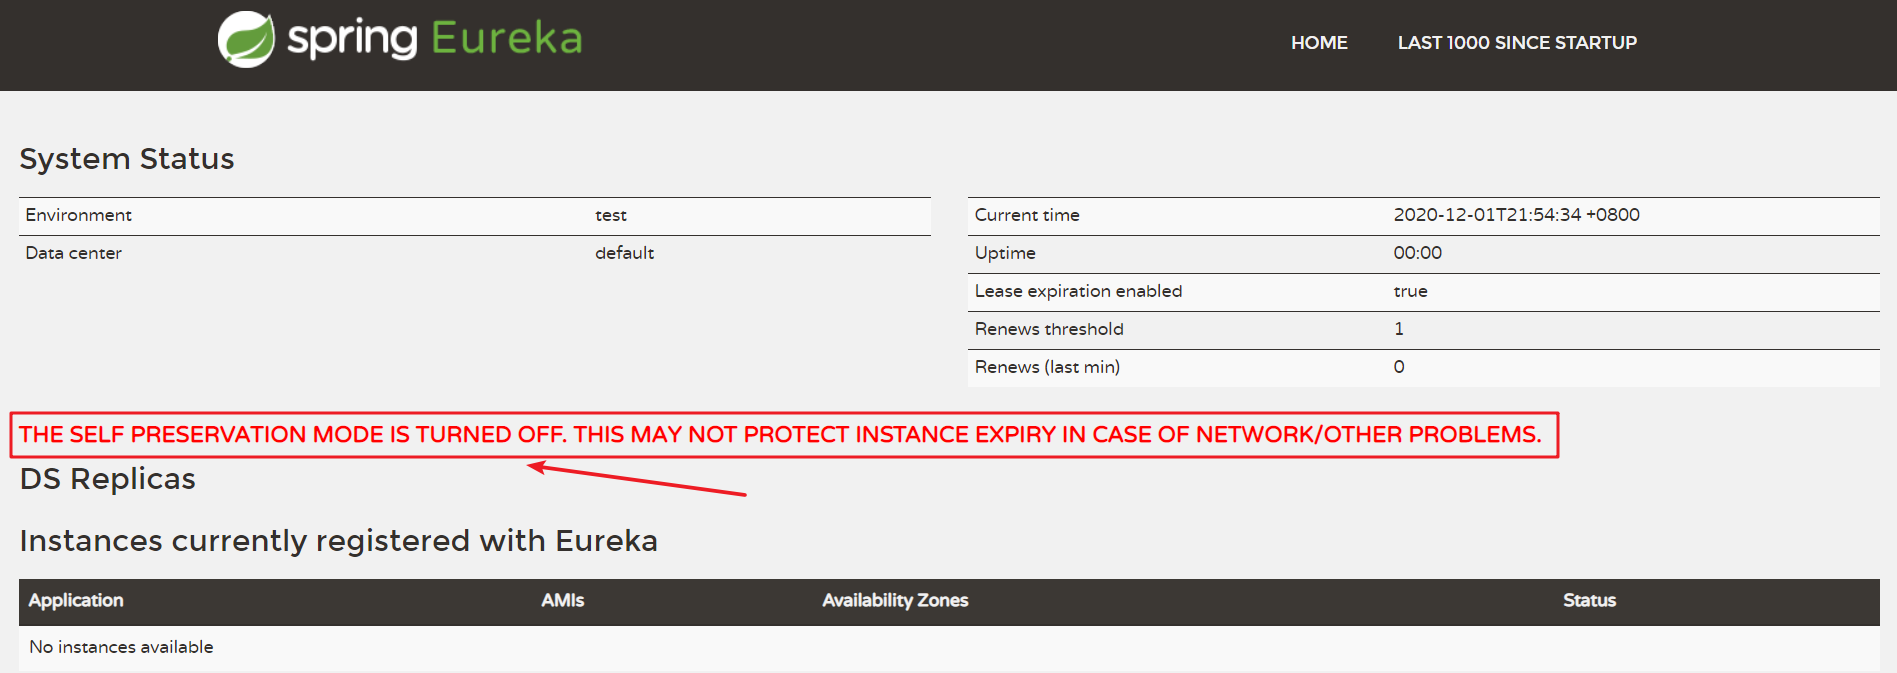 spring Eureka
HOME LAST 1000 SINCE STARTUP
System Status
Environment test
Data center default
Current time 2020-12-01T21:54:34 +0800
Uptime 00:00
Lease expiration enabled true
Renews threshold 1
Renews (last min) 0
THE SELF PRESERVATION MODE IS TURNED OFF. THIS MAY NOT PROTECT INSTANCE EXPIRY IN CASE OF NETWORK/OTHER PROBLEMS.
DS Replicas
Instances currently registered with Eureka
Application AMIs Availability Zones Status
No instances available